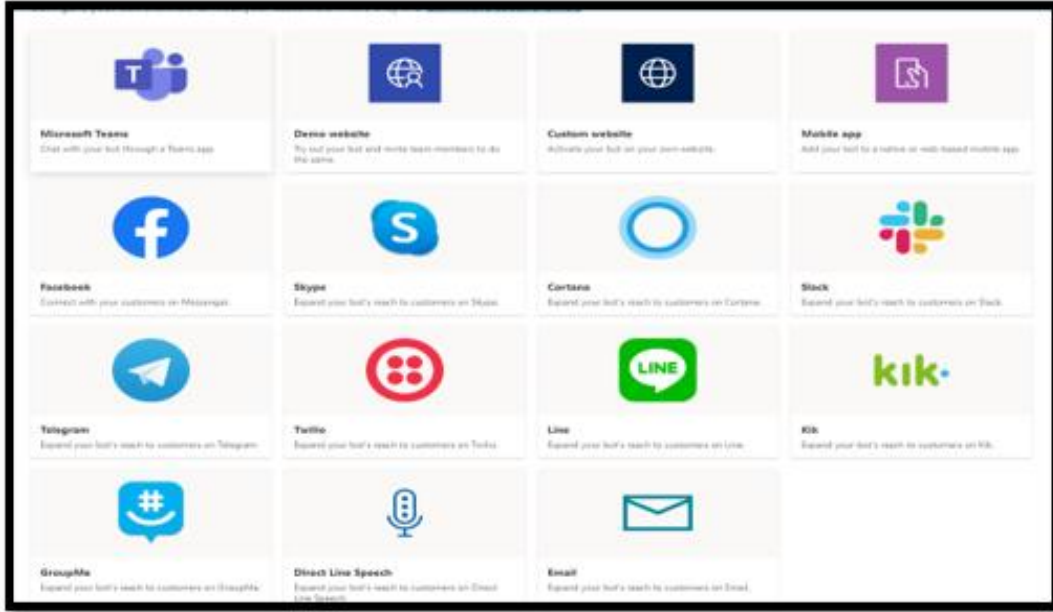 T
Microsoft Teams
Chat with your bot through a Teams app.
Demo website
Try out your bot and invite team members to do
the same.
Custom website
Activate your bot on your own website.
Mobile app
Add your bot to a native or web-based mobile app.
Facebook
Connect with your customers on Messenger.
S
Skype
Expand your bot's reach to customers on Skype.
Cortana
Expand your bot's reach to customers on Cortana.
Slack
Expand your bot's reach to customers on Slack.
Telegram
Expand your bot's reach to customers on Telegram.
Twilio
Expand your bot's reach to customers on Twilio.
LINE
Line
Expand your bot's reach to customers on Line.
kik
Kik
Expand your bot's reach to customers on Kik.
#
GroupMe
Expand your bot's reach to customers on GroupMe.
Direct Line Speech
Expand your bot's reach to customers on Direct
Line Speech.
Email
Expand your bot's reach to customers on Email.